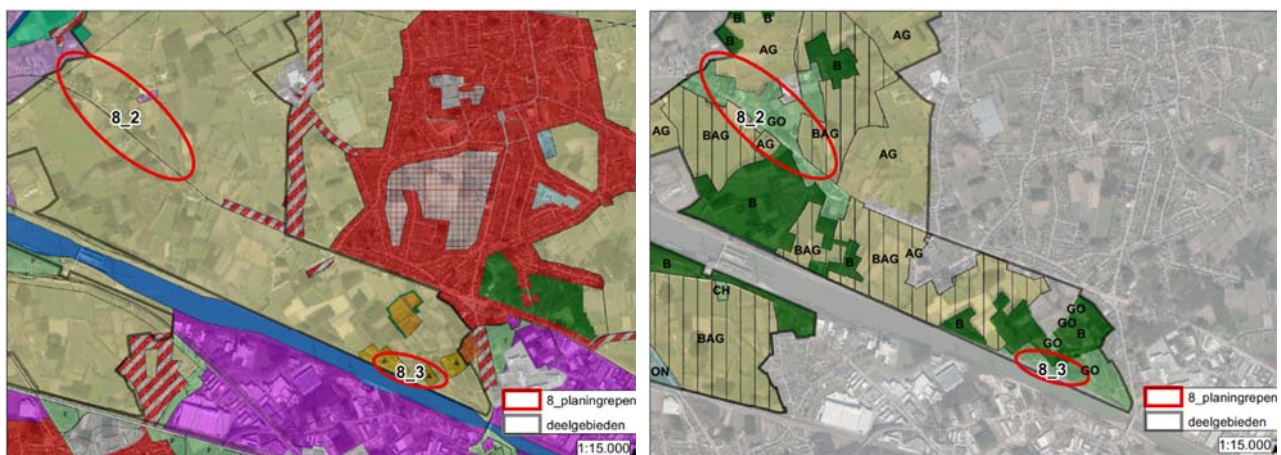 8_2
8_3
8_planingrepen
deelgebieden
1:15.000
B
B
AG
AG
B
B
8_2
GO
AG
BAG
AG
BAG
AG
B
BAG
B
BAG
AG
B
CH
BAG
ON
B
GO
GO
B
GO
8_3
GO
8_planingrepen
deelgebieden
1:15.000